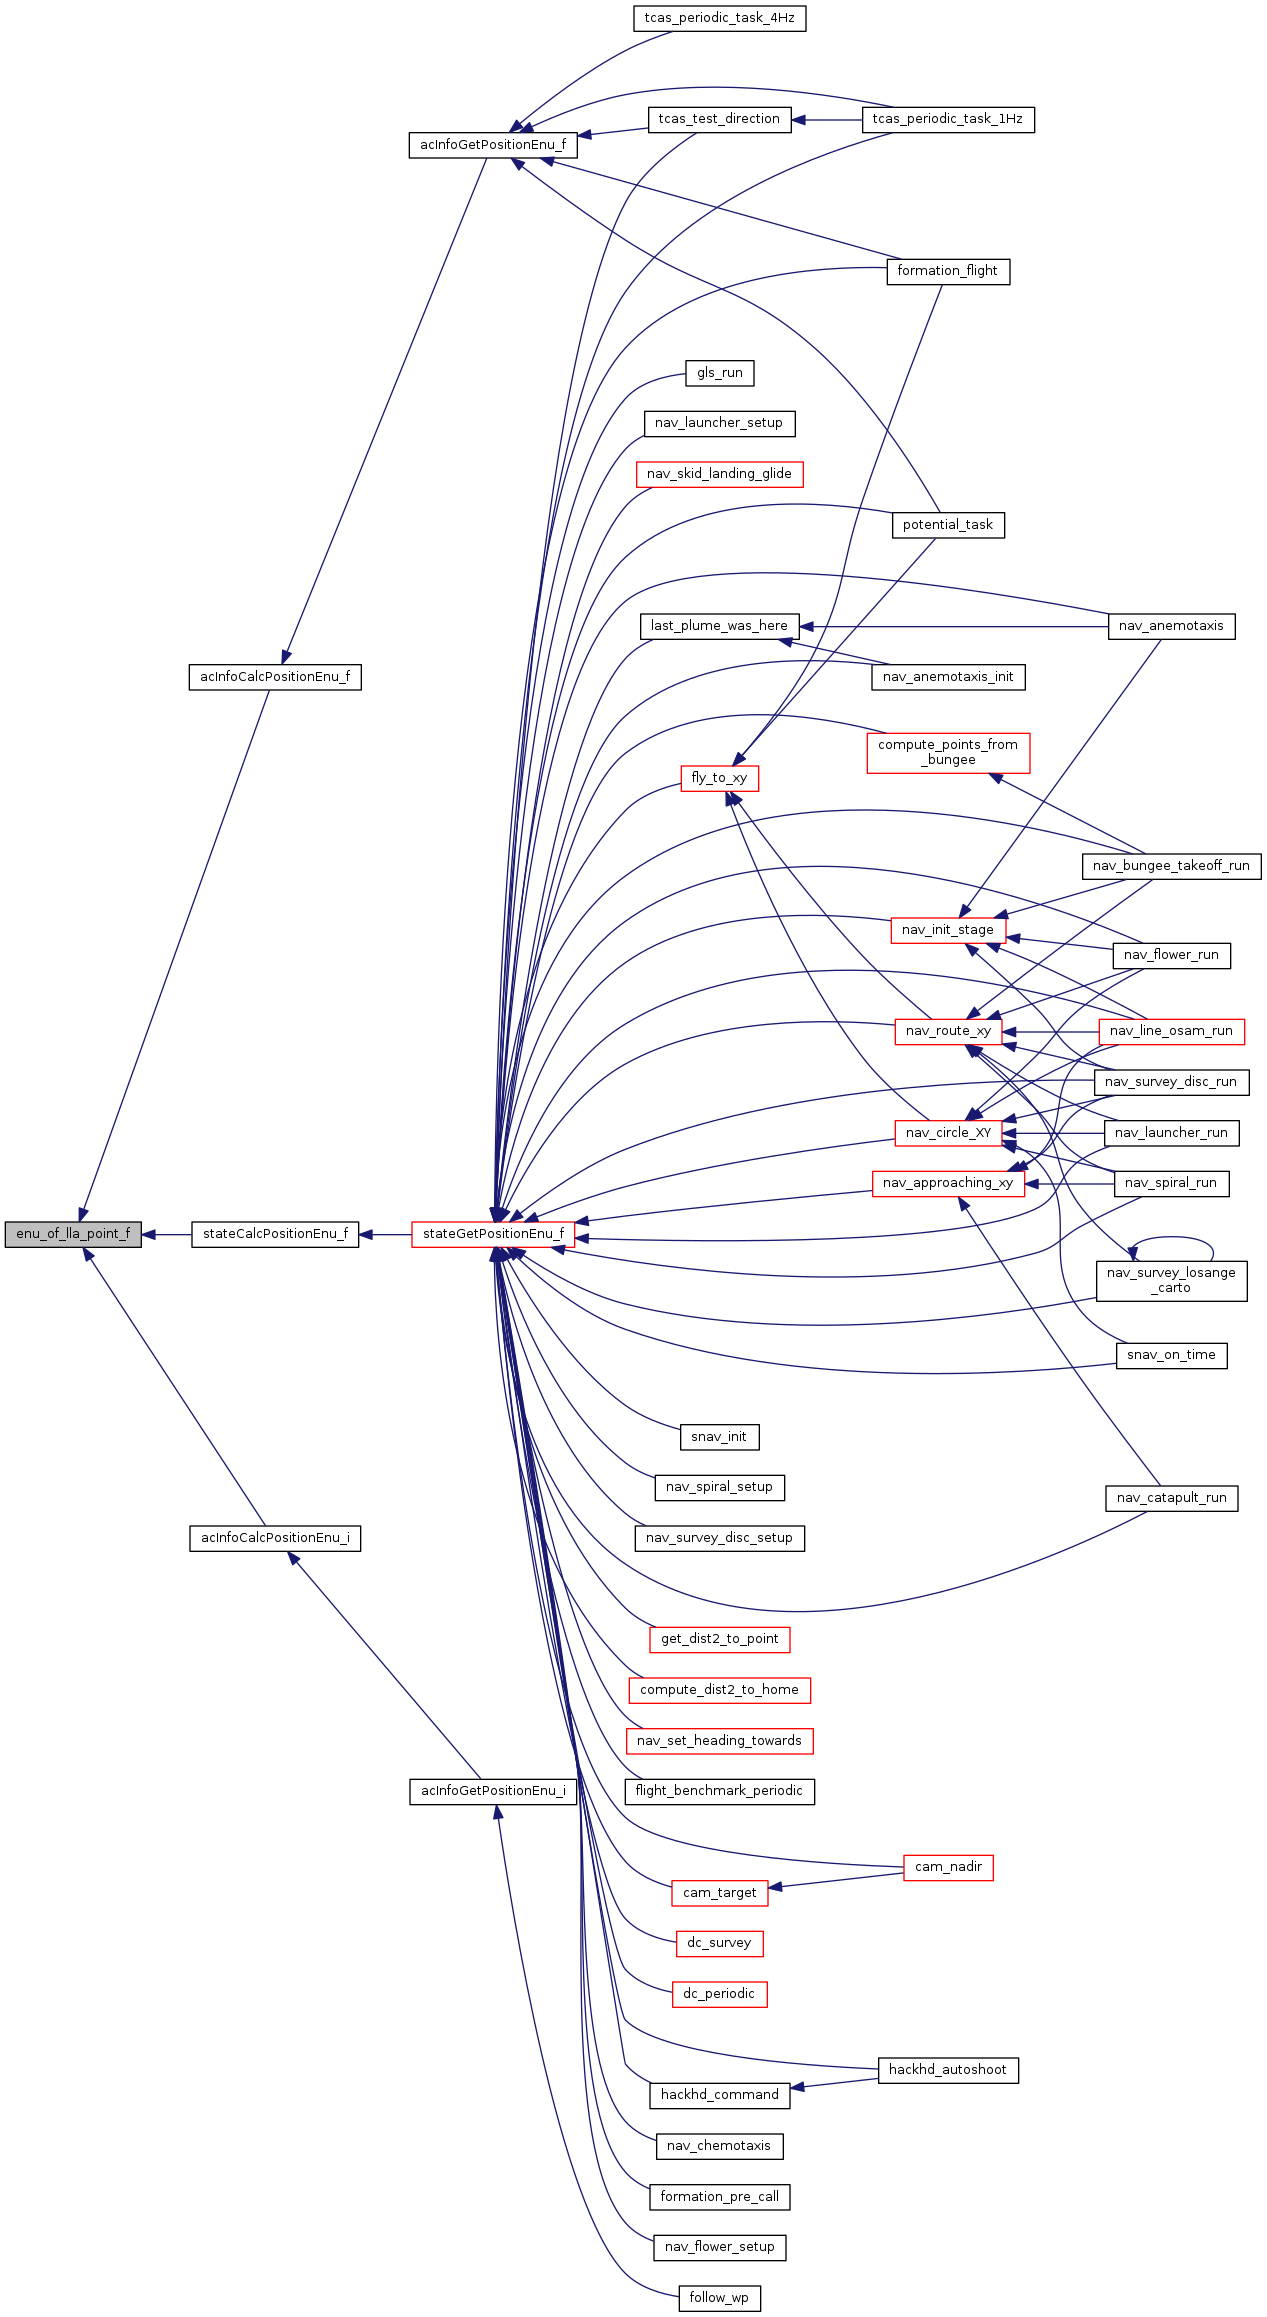 tcas_periodic_task_4Hz
tcas_test_direction
tcas_periodic_task_1Hz
acInfoGetPositionEnu_f
formation_flight
gls_run
nav_launcher_setup
nav_skid_landing_glide
potential_task
last_plume_was_here
nav_anemotaxis
acInfoCalcPositionEnu_f
nav_anemotaxis_init
compute_points_from
_bungee
fly_to_xy
nav_bungee_takeoff_run
nav_init_stage
nav_flower_run
nav_route_xy
nav_line_osam_run
nav_survey_disc_run
nav_circle_XY
nav_launcher_run
nav_approaching_xy
nav_spiral_run
enu_of_lla_point_f
stateCalcPositionEnu_f
stateGetPositionEnu_f
nav_survey_losange
_carto
snav_on_time
snav_init
nav_spiral_setup
nav_catapult_run
acInfoCalcPositionEnu_i
nav_survey_disc_setup
get_dist2_to_point
compute_dist2_to_home
nav_set_heading_towards
acInfoGetPositionEnu_i
flight_benchmark_periodic
cam_nadir
cam_target
dc_survey
dc_periodic
hackhd_autoshoot
hackhd_command
nav_chemotaxis
formation_pre_call
nav_flower_setup
follow_wp